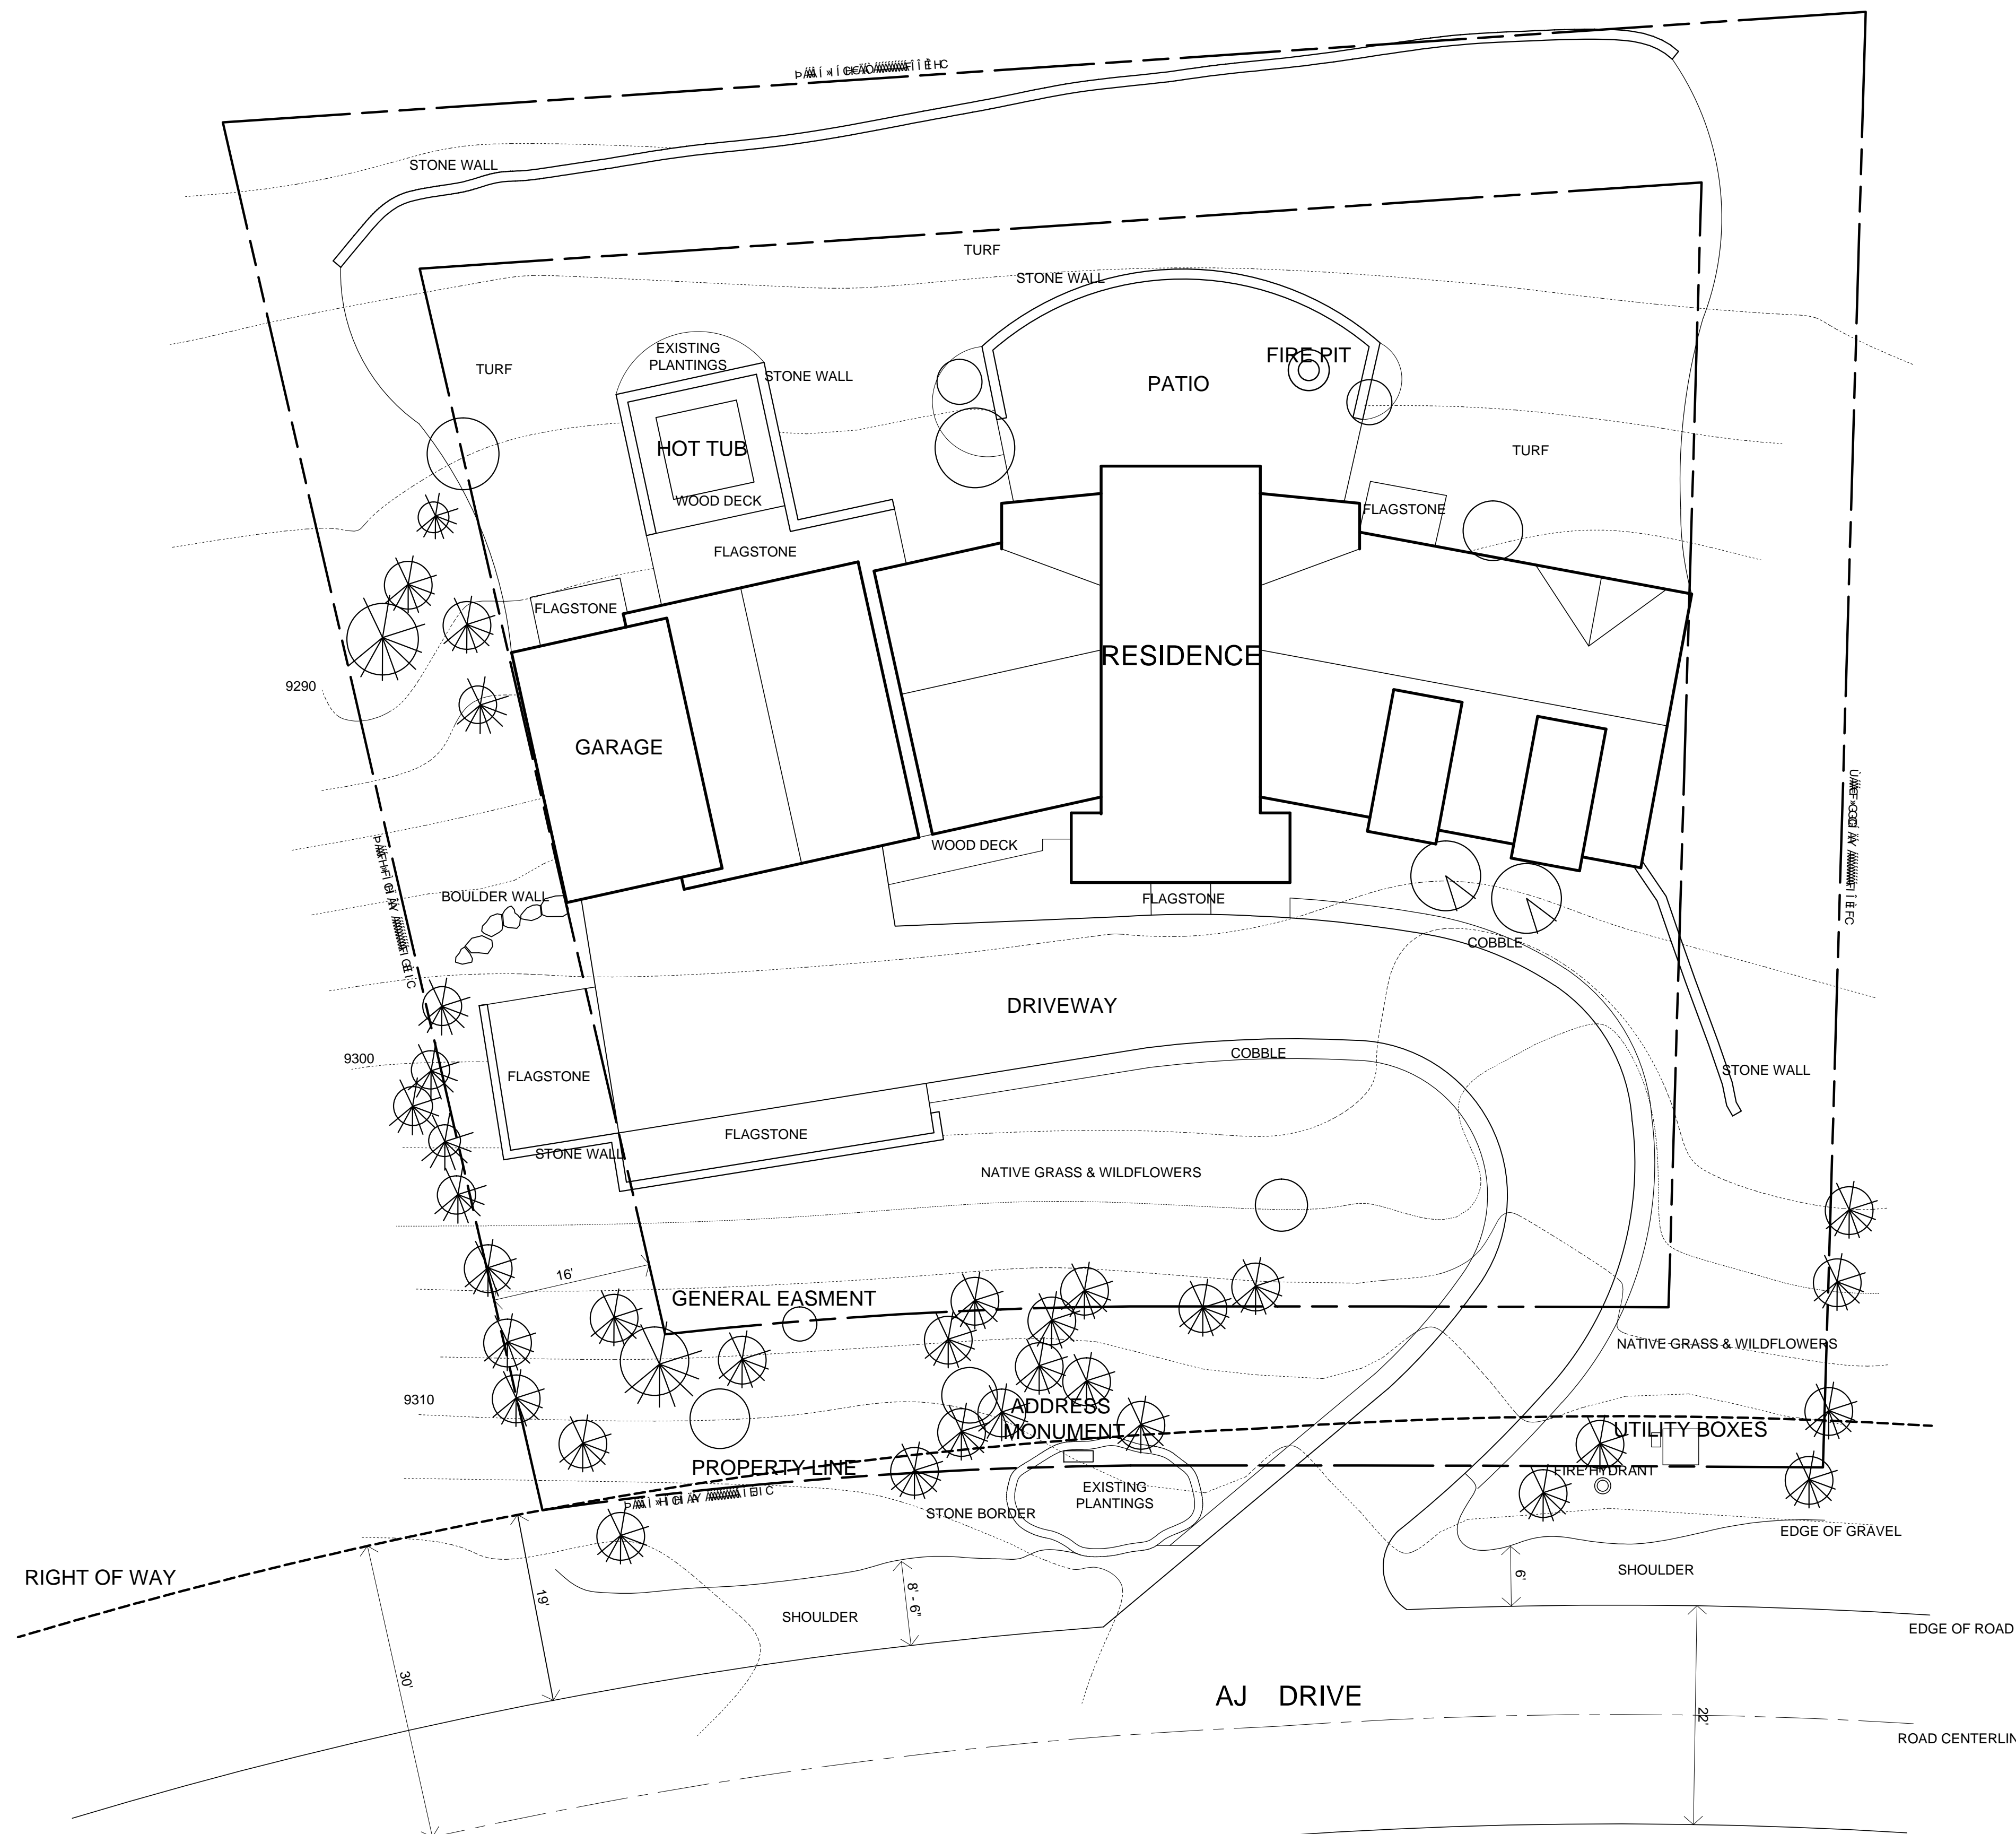 STONE WALL
TURF
STONE WALL
EXISTING
PLANTINGS
FIRE PIT
TURF
STONE WALL
PATIO
HOT TUB
TURF
WOOD DECK
FLAGSTONE
FLAGSTONE
FLAGSTONE
RESIDENCE
9290
GARAGE
WOOD DECK
BOULDER WALL
FLAGSTONE
COBBLE
DRIVEWAY
COBBLE
9300
STONE WALL
FLAGSTONE
FLAGSTONE
STONE WALL
NATIVE GRASS & WILDFLOWERS
16'
GENERAL EASMENT
NATIVE GRASS & WILDFLOWERS
9310
ADDRESS
MONUMENT
UTILITY BOXES
PROPERTY LINE
FIRE HYDRANT
EXISTING
PLANTINGS
STONE BORDER
EDGE OF GRAVEL
RIGHT OF WAY
SHOULDER
6'
19'
8' - 6"
SHOULDER
EDGE OF ROAD
30'
AJ DRIVE
22'
ROAD CENTERLIN